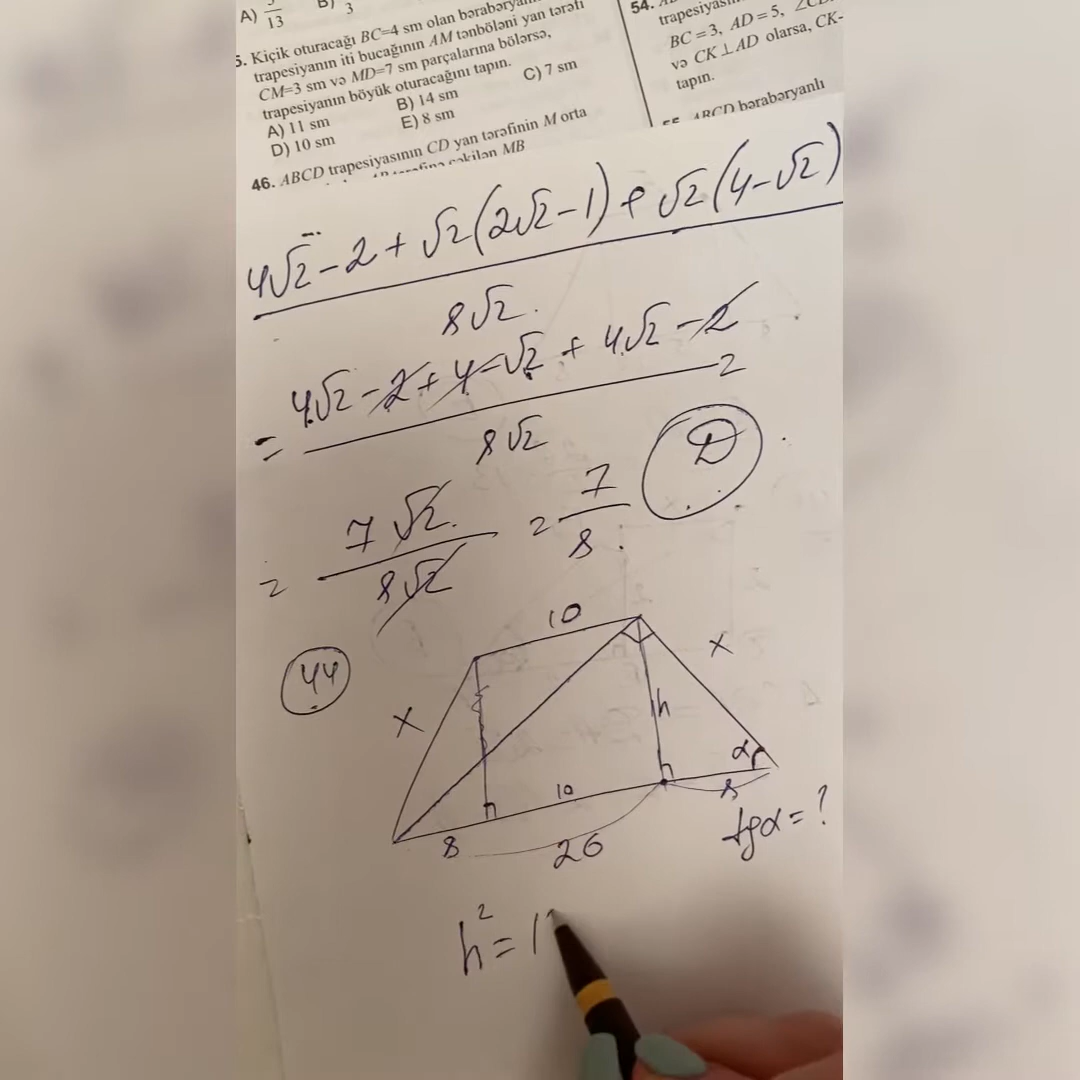 A) 5/13 B) /3
5. Kiçik oturacağı BC=4 sm olan
trapesiyanın iti bucağının AM tənböləni yan tərəfi
CM=3 sm və MD=7 sm parçalarına bölərsə,
trapesiyanın böyük oturacağını tapın.
A) 11 sm B) 14 sm C) 7 sm
D) 10 sm E) 8 sm
46. ABCD trapesiyasının CD yan tərəfinin M orta
çəkilən MB
54.
trapesiyasın
BC = 3, AD = 5,
və CK ⊥ AD olarsa, CK-
tapın.
ABCD bərabəryanlı
4√2 - 2 + √2(2√2 - 1) + √2(4 - √2)
8√2
= 4√2 - 2 + 4 - √2 + 4√2 - 2
8√2
=
= 7√2 / 8√2 = 7/8 D
44
10
x
x
h
α
10
8
8
26
tgα = ?
h² = 1